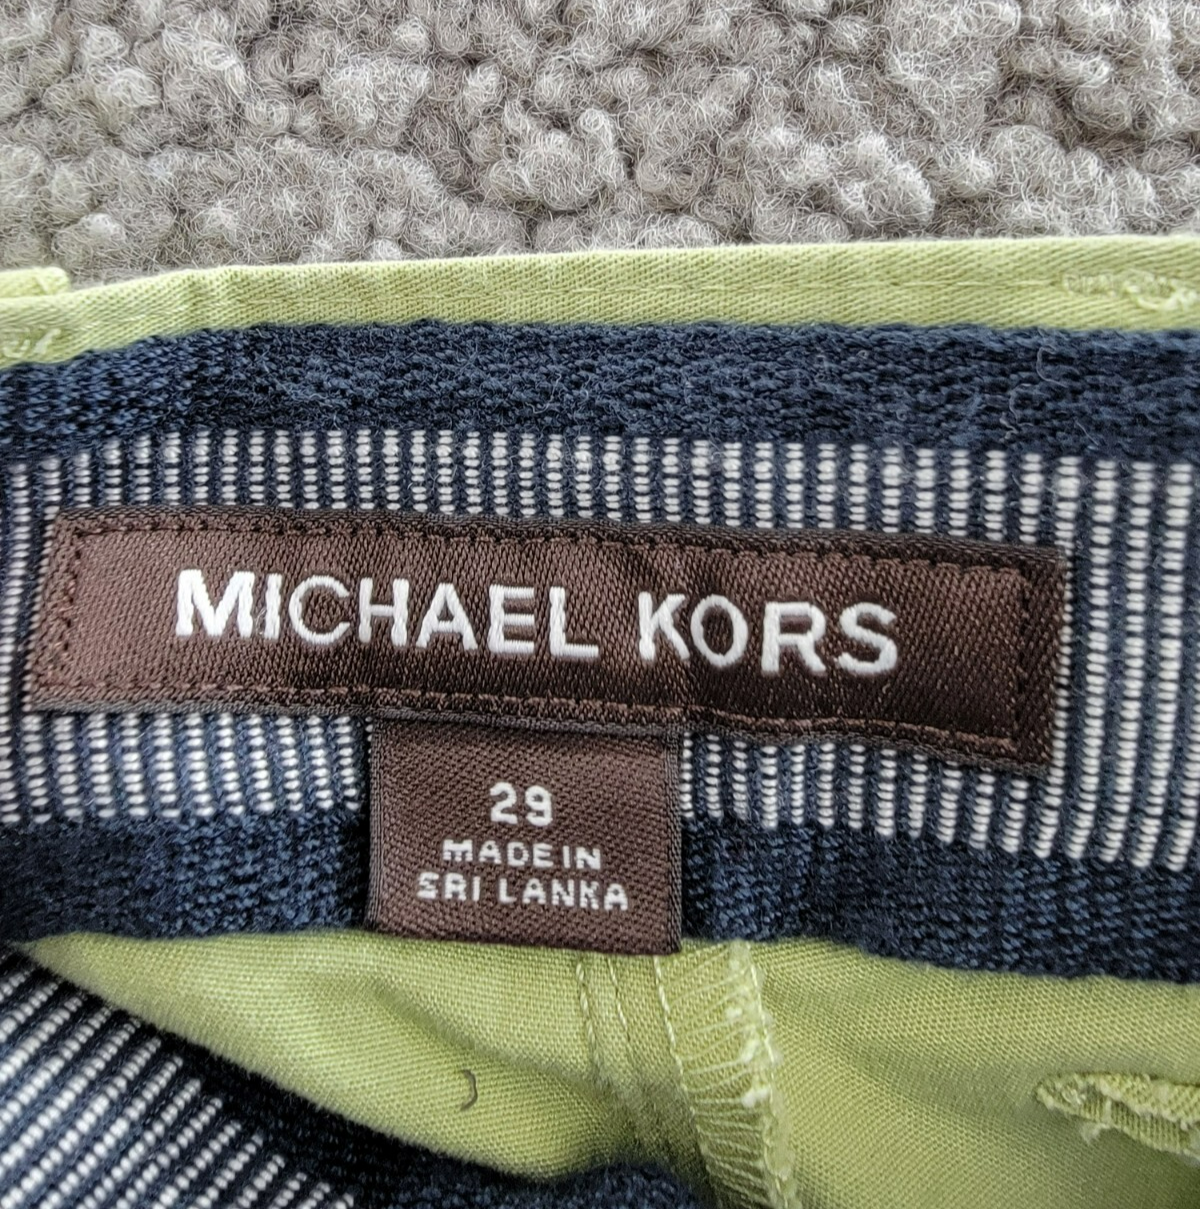 MICHAEL KORS
29
MADE IN
SRI LANKA